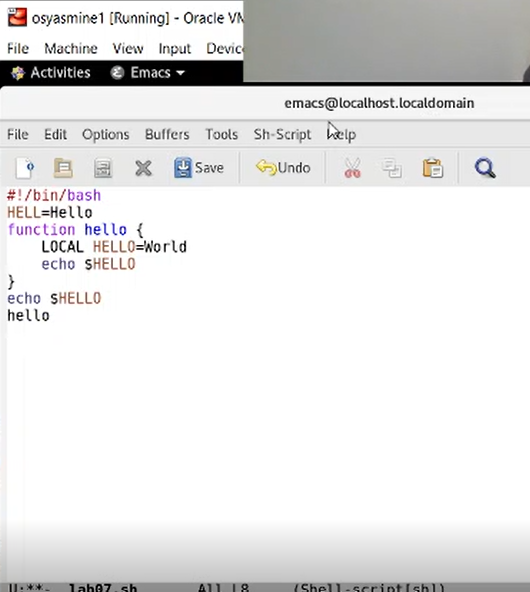 osyasmine1 [Running] - Oracle VM
File Machine View Input Devic
Activities Emacs
emacs@localhost.localdomain
File Edit Options Buffers Tools Sh-Script Help
Save Undo
#!/bin/bash
HELL=Hello
function hello {
    LOCAL HELLO=World
    echo $HELLO
}
echo $HELLO
hello
U:**- lab07.sh All L8 (Shell-script[sh])